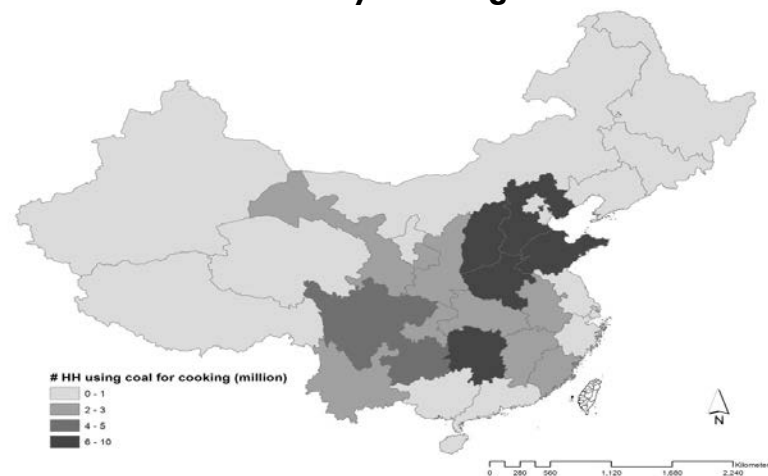 # HH using coal for cooking (million)
0 - 1
2 - 3
4 - 5
6 - 10
N
Kilometers
0 280 560 1,120 1,680 2,240